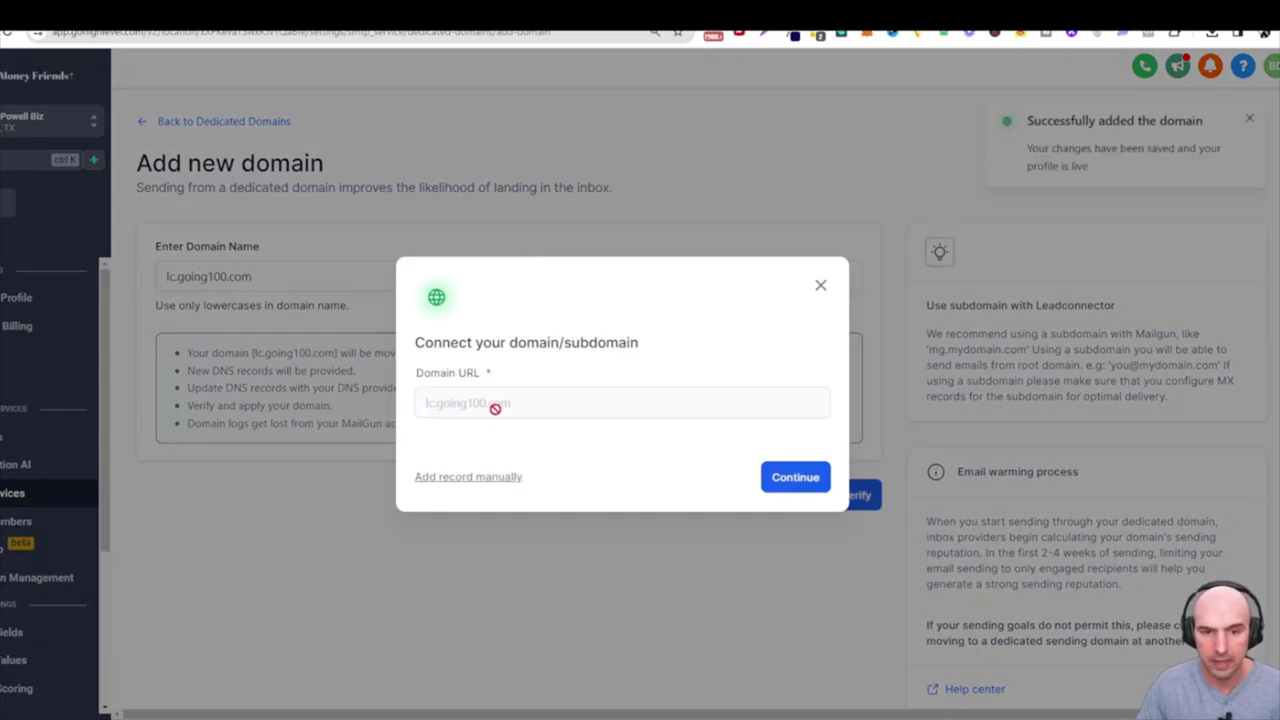 Money Friends!
Powell Biz
, TX
ctrl K
Profile
Billing
ERVICES
tion AI
vices
mbers
beta
n Management
NGS
ields
alues
Scoring
Back to Dedicated Domains
Add new domain
Sending from a dedicated domain improves the likelihood of landing in the inbox.
Enter Domain Name
lc.going100.com
Use only lowercases in domain name.
Your domain [lc.going100.com] will be mov
New DNS records will be provided.
Update DNS records with your DNS provide
Verify and apply your domain.
Domain logs get lost from your MailGun ac
erify
Connect your domain/subdomain
Domain URL *
lc.going100.com
Add record manually
Continue
Successfully added the domain
Your changes have been saved and your
profile is live
Use subdomain with Leadconnector
We recommend using a subdomain with Mailgun, like
'mg.mydomain.com' Using a subdomain you will be able to
send emails from root domain. e.g: 'you@mydomain.com' If
using a subdomain please make sure that you configure MX
records for the subdomain for optimal delivery.
Email warming process
When you start sending through your dedicated domain,
inbox providers begin calculating your domain's sending
reputation. In the first 2-4 weeks of sending, limiting your
email sending to only engaged recipients will help you
generate a strong sending reputation.
If your sending goals do not permit this, please c
moving to a dedicated sending domain at anothe
Help center